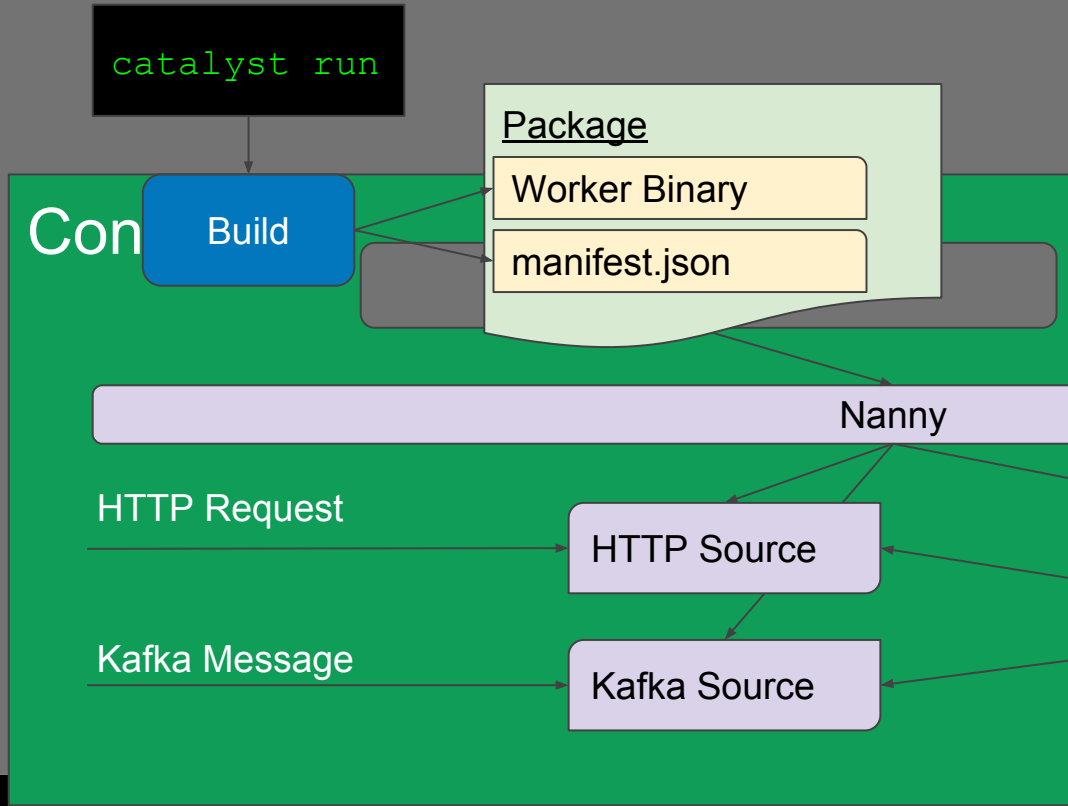 catalyst run
Package
Worker Binary
Con
Build
manifest.json
Nanny
HTTP Request
HTTP Source
Kafka Message
Kafka Source